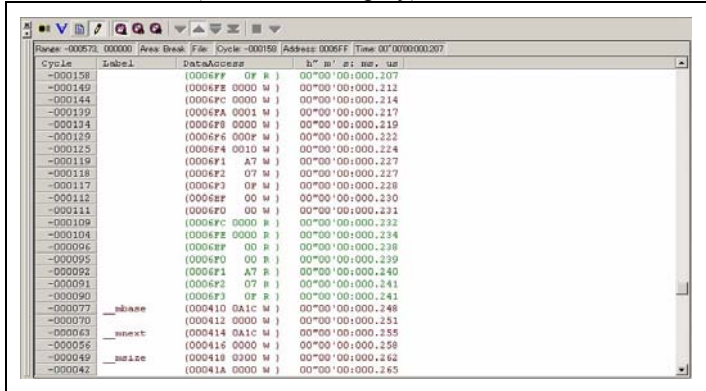 Range: -000573, 000000 Area: Break File: Cycle: -000158 Address: 0006FF Time: 00"00'00:000.207
Cycle Label DataAccess h" m' s: ms. us
-000158 (0006FF 0F R ) 00"00'00:000.207
-000149 (0006FE 0000 W ) 00"00'00:000.212
-000144 (0006FC 0000 W ) 00"00'00:000.214
-000139 (0006FA 0001 W ) 00"00'00:000.217
-000134 (0006F8 0000 W ) 00"00'00:000.219
-000129 (0006F6 000F W ) 00"00'00:000.222
-000125 (0006F4 0010 W ) 00"00'00:000.224
-000119 (0006F1 A7 W ) 00"00'00:000.227
-000118 (0006F2 07 W ) 00"00'00:000.227
-000117 (0006F3 0F W ) 00"00'00:000.228
-000112 (0006EF 00 W ) 00"00'00:000.230
-000111 (0006F0 00 W ) 00"00'00:000.231
-000109 (0006FC 0000 R ) 00"00'00:000.232
-000104 (0006FE 0000 R ) 00"00'00:000.234
-000096 (0006EF 00 R ) 00"00'00:000.238
-000095 (0006F0 00 R ) 00"00'00:000.239
-000092 (0006F1 A7 R ) 00"00'00:000.240
-000091 (0006F2 07 R ) 00"00'00:000.241
-000090 (0006F3 0F R ) 00"00'00:000.241
-000077 __mbase (000410 0A1C W ) 00"00'00:000.248
-000070 (000412 0000 W ) 00"00'00:000.251
-000063 __mnext (000414 0A1C W ) 00"00'00:000.255
-000056 (000416 0000 W ) 00"00'00:000.258
-000049 __msize (000418 0300 W ) 00"00'00:000.262
-000042 (00041A 0000 W ) 00"00'00:000.265